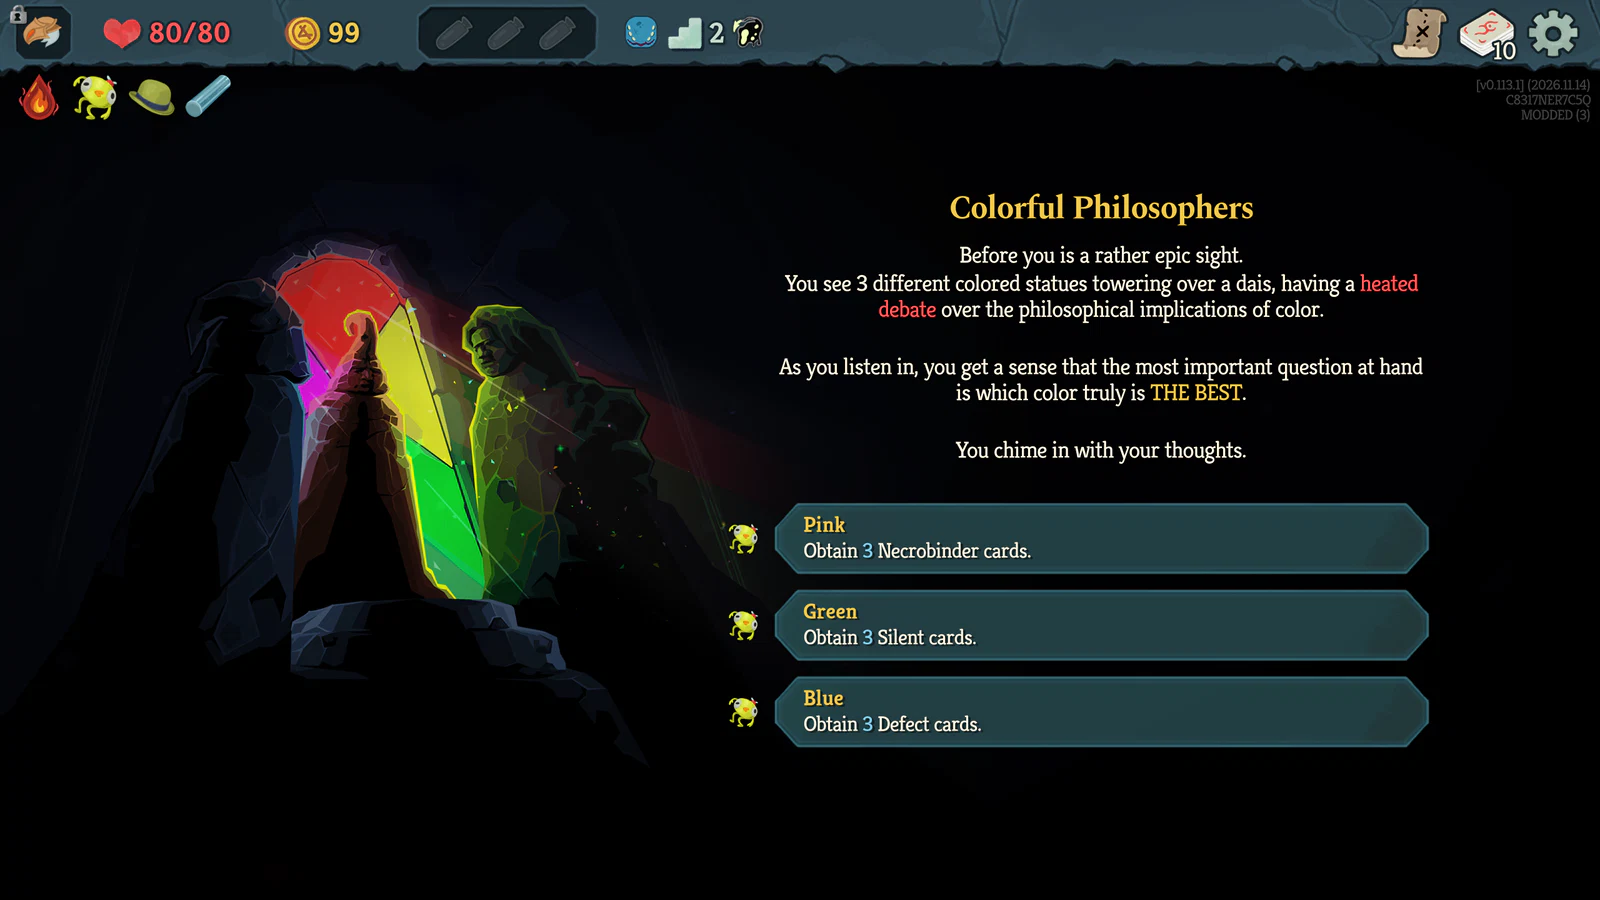 80/80
99
2
10
[v0.113.1] (2026.11.14)
C8317NER7C5Q
MODDED (3)
Colorful Philosophers
Before you is a rather epic sight.
You see 3 different colored statues towering over a dais, having a heated
debate over the philosophical implications of color.
As you listen in, you get a sense that the most important question at hand
is which color truly is THE BEST.
You chime in with your thoughts.
Pink
Obtain 3 Necrobinder cards.
Green
Obtain 3 Silent cards.
Blue
Obtain 3 Defect cards.